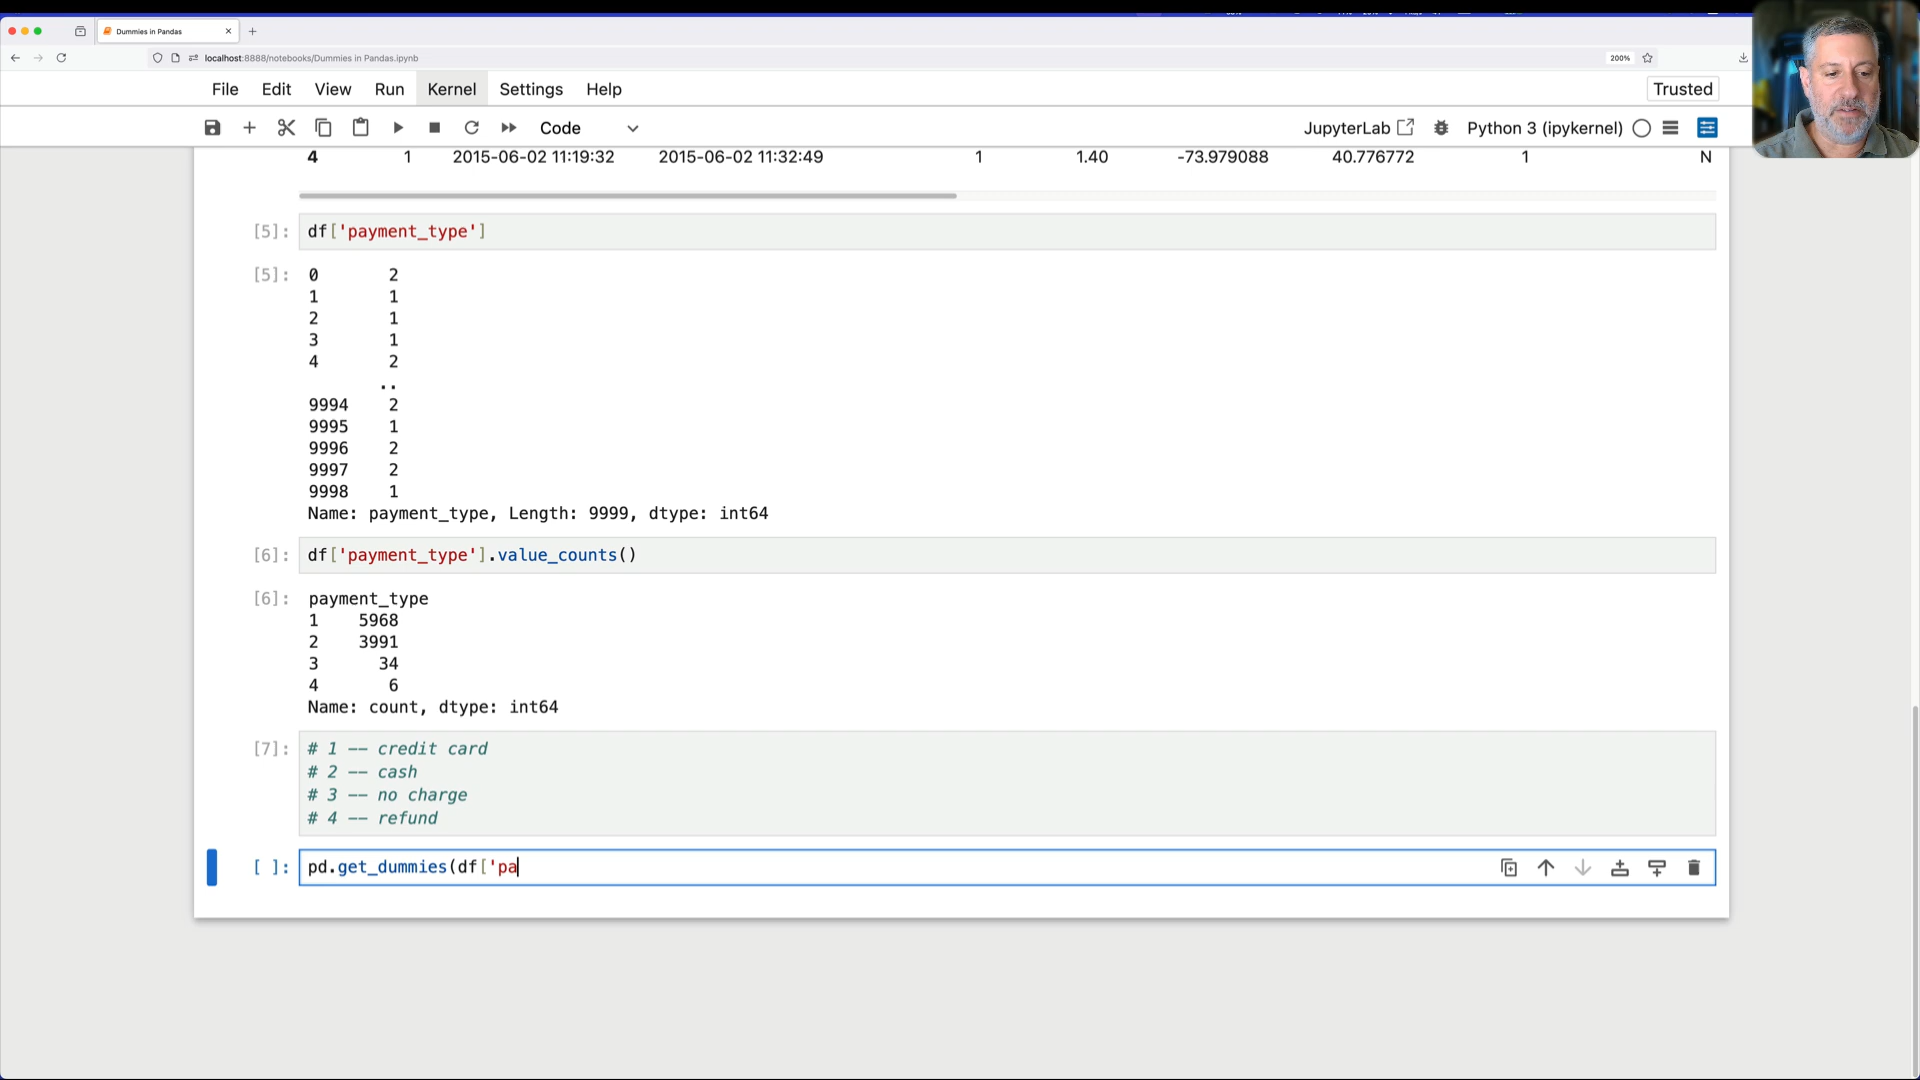 Dummies in Pandas
localhost:8888/notebooks/Dummies in Pandas.ipynb
200%
File Edit View Run Kernel Settings Help
Trusted
Code
JupyterLab
Python 3 (ipykernel)
4 1 2015-06-02 11:19:32 2015-06-02 11:32:49 1 1.40 -73.979088 40.776772 1 N
[5]: df['payment_type']
[5]: 0 2
1 1
2 1
3 1
4 2
..
9994 2
9995 1
9996 2
9997 2
9998 1
Name: payment_type, Length: 9999, dtype: int64
[6]: df['payment_type'].value_counts()
[6]: payment_type
1 5968
2 3991
3 34
4 6
Name: count, dtype: int64
[7]: # 1 -- credit card
# 2 -- cash
# 3 -- no charge
# 4 -- refund
[ ]: pd.get_dummies(df['pa